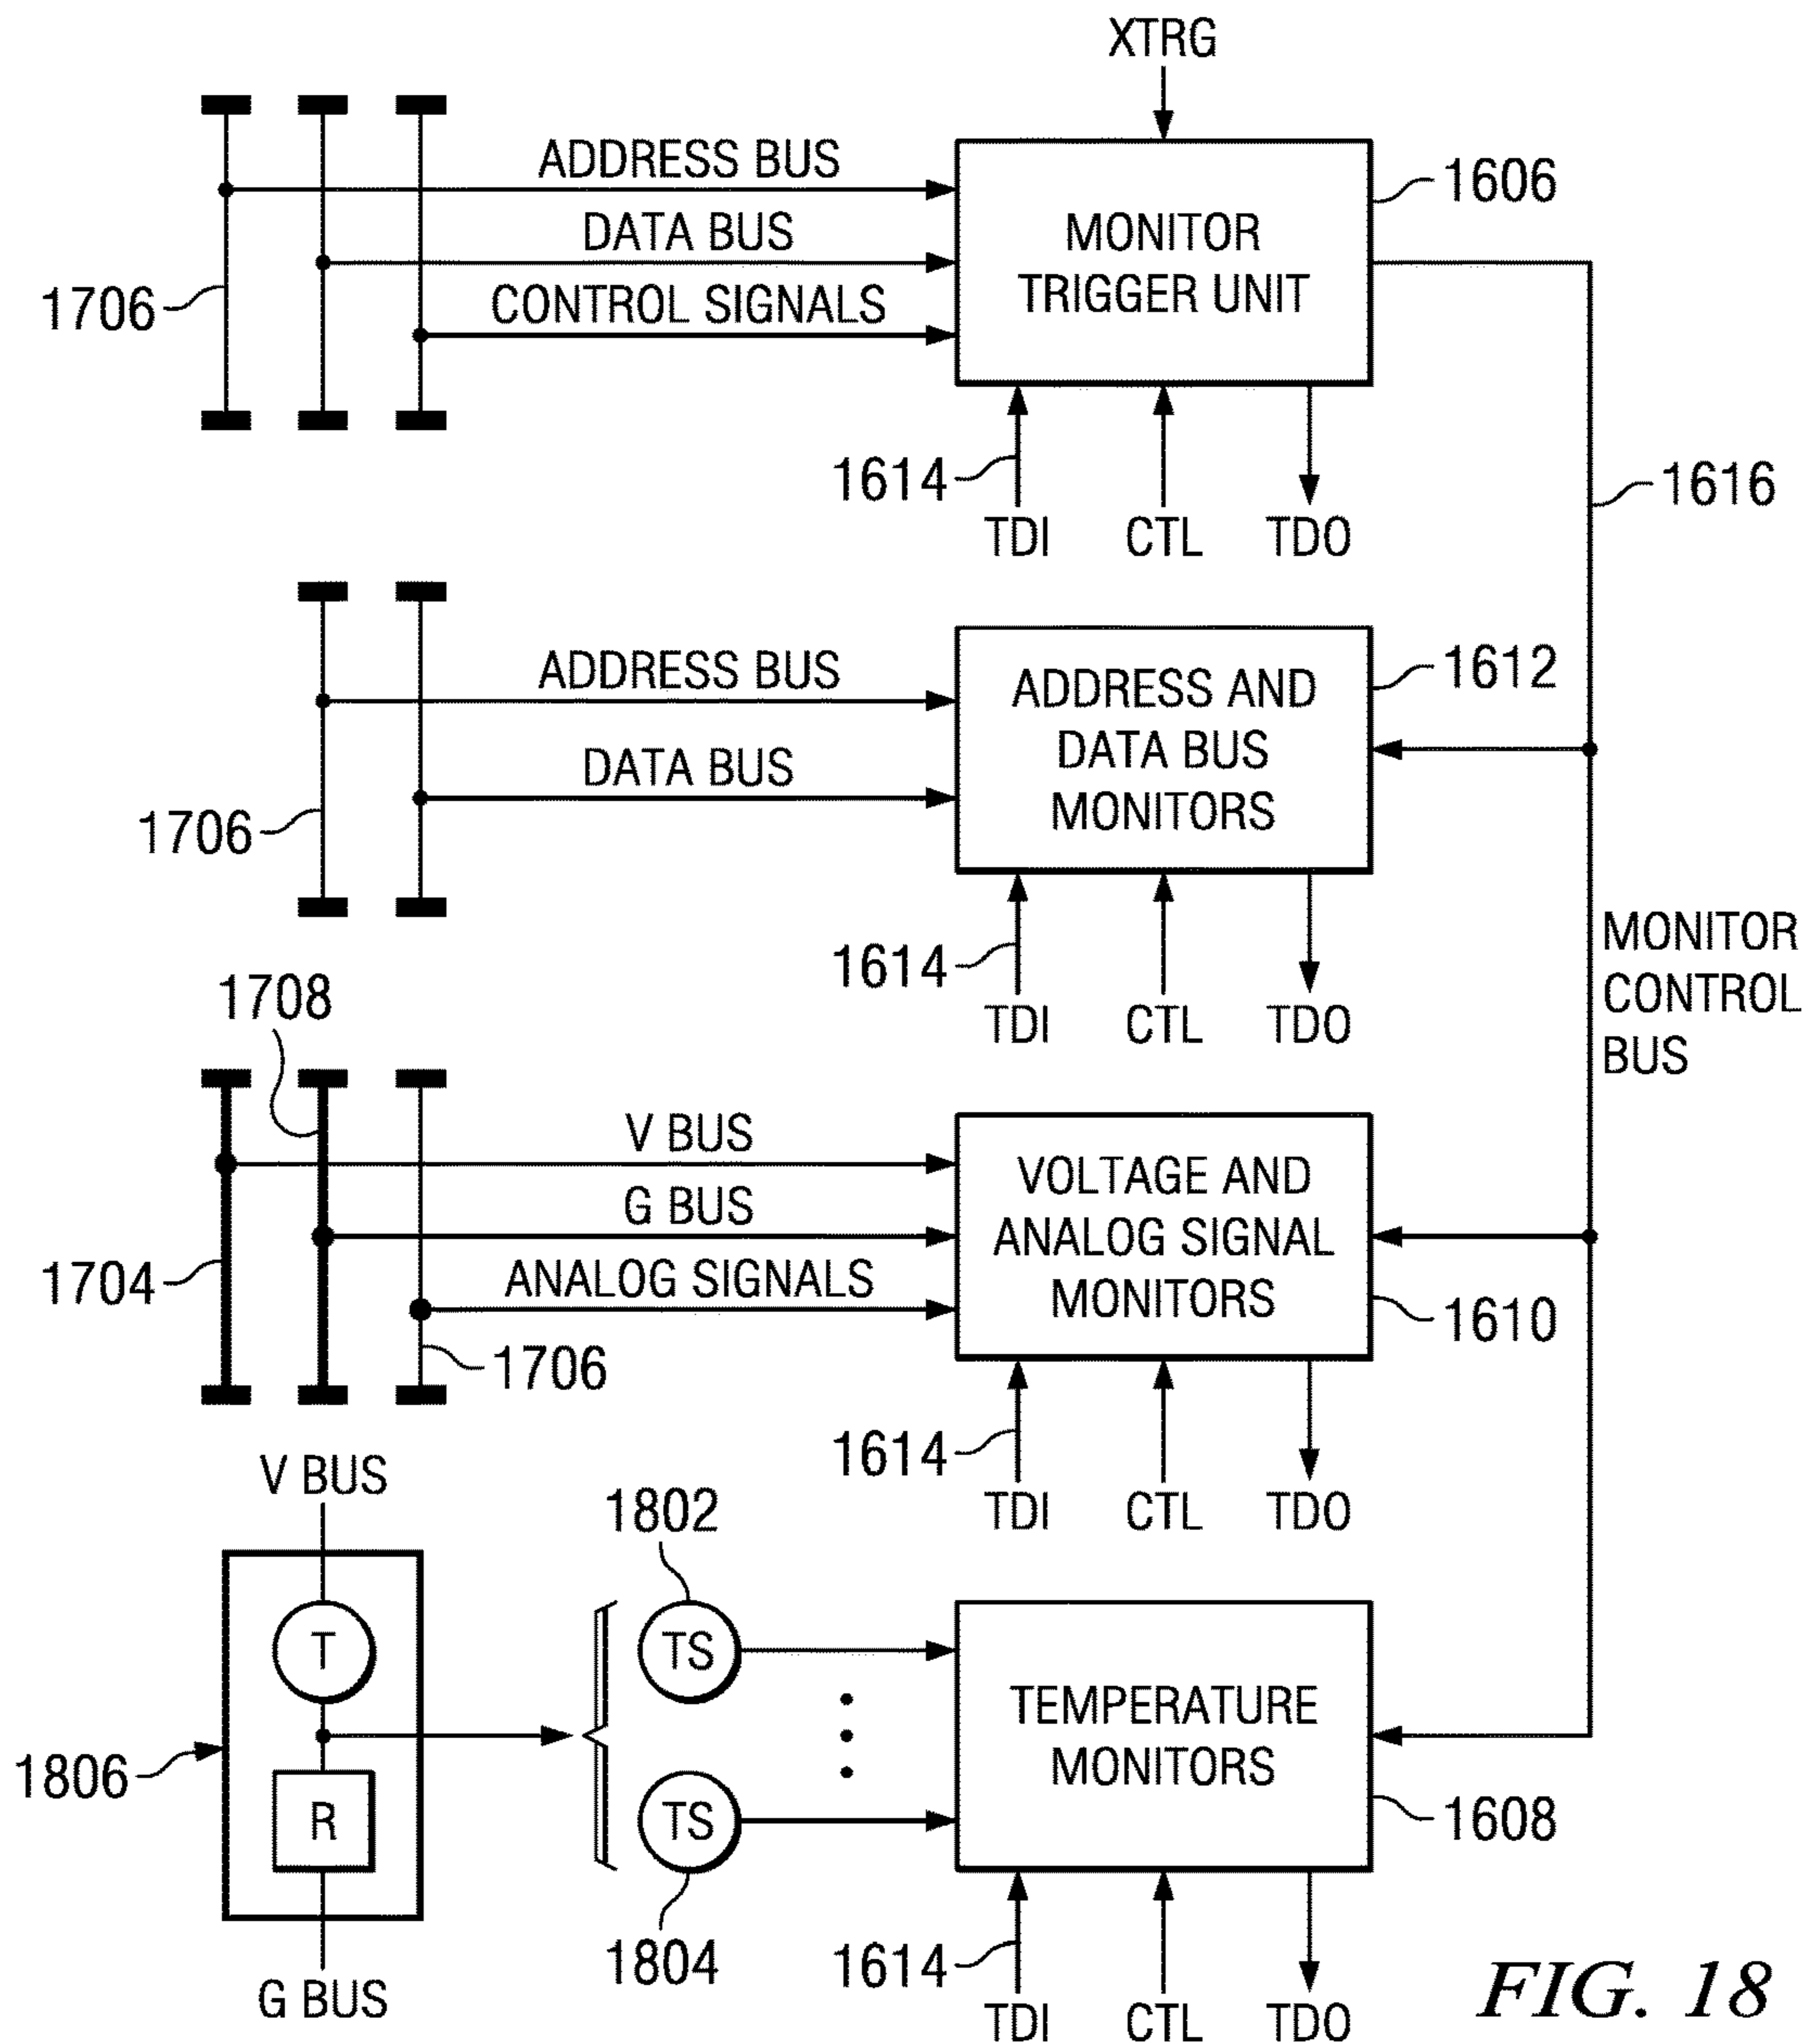 XTRG
ADDRESS BUS
DATA BUS
CONTROL SIGNALS
MONITOR
TRIGGER UNIT
1606
1706
1614
TDI
CTL
TDO
1616
ADDRESS BUS
DATA BUS
ADDRESS AND
DATA BUS
MONITORS
1612
1706
1614
TDI
CTL
TDO
MONITOR
CONTROL
BUS
1708
V BUS
G BUS
ANALOG SIGNALS
VOLTAGE AND
ANALOG SIGNAL
MONITORS
1704
1706
1610
1614
TDI
CTL
TDO
V BUS
T
R
G BUS
1806
1802
TS
TS
1804
TEMPERATURE
MONITORS
1608
1614
TDI
CTL
TDO
FIG. 18